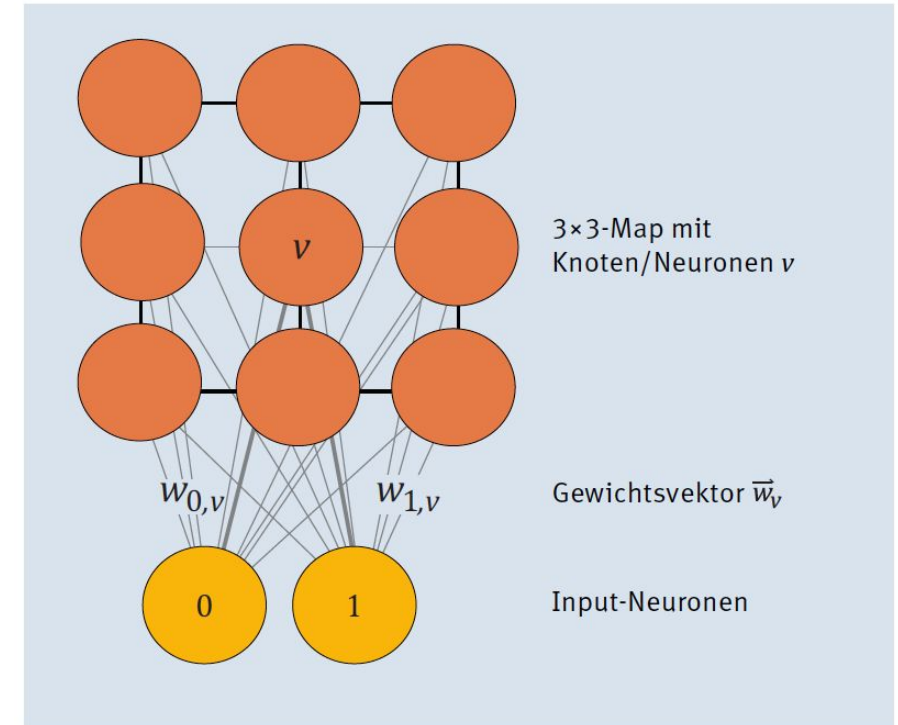 v
3×3-Map mit
Knoten/Neuronen v
w0,v
w1,v
Gewichtsvektor w⃗v
0
1
Input-Neuronen